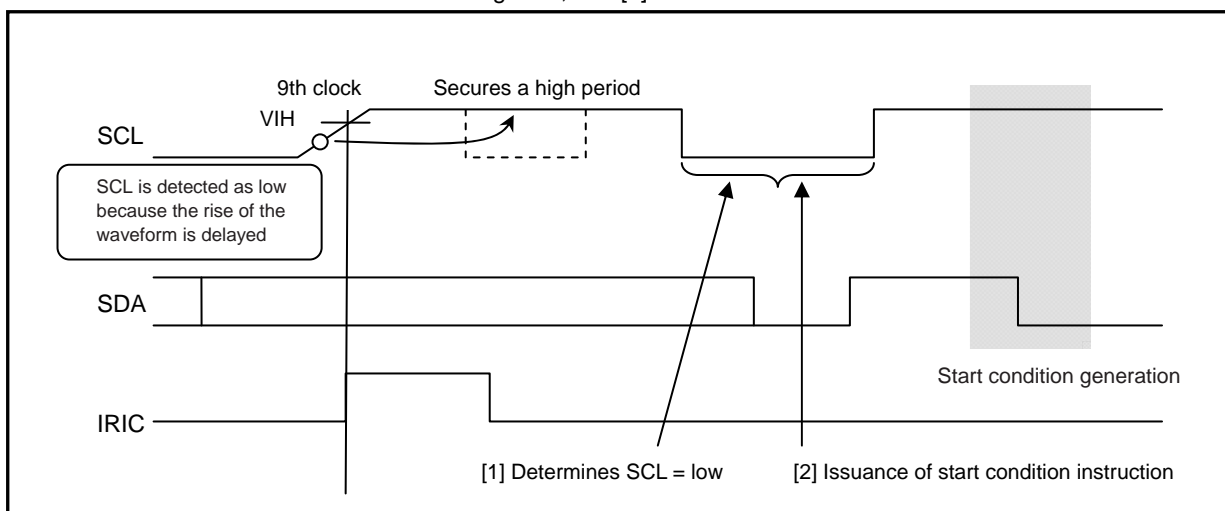 9th clock
Secures a high period
VIH
SCL
SCL is detected as low
because the rise of the
waveform is delayed
SDA
Start condition generation
IRIC
[1] Determines SCL = low
[2] Issuance of start condition instruction